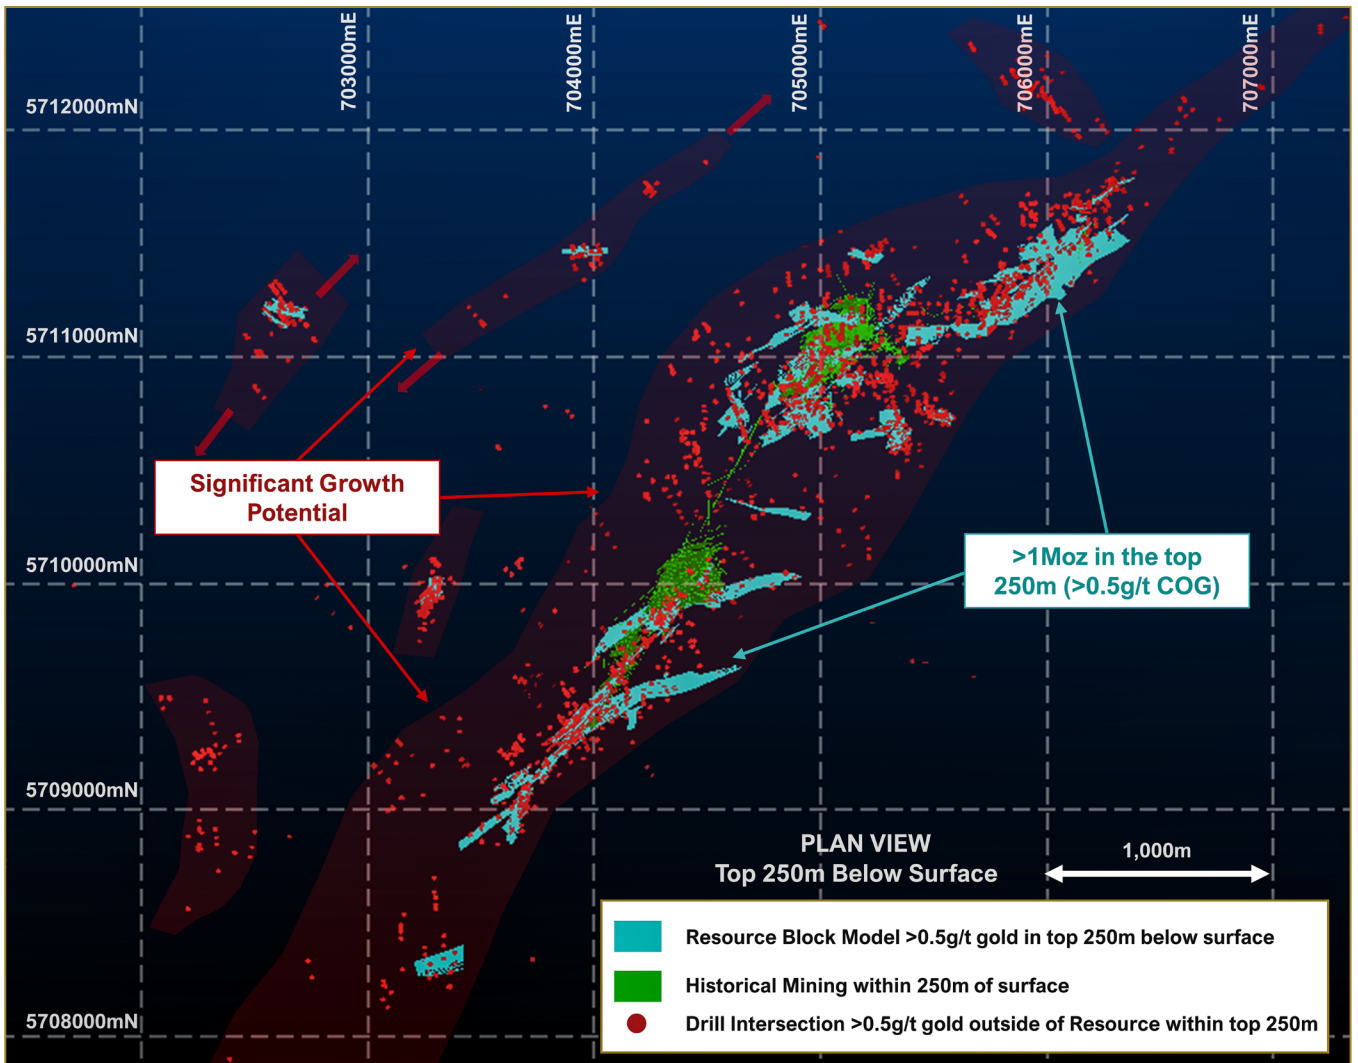 703000mE
704000mE
705000mE
706000mE
707000mE
5712000mN
5711000mN
5710000mN
5709000mN
5708000mN
Significant Growth
Potential
>1Moz in the top
250m (>0.5g/t COG)
PLAN VIEW
Top 250m Below Surface
1,000m
Resource Block Model >0.5g/t gold in top 250m below surface
Historical Mining within 250m of surface
Drill Intersection >0.5g/t gold outside of Resource within top 250m